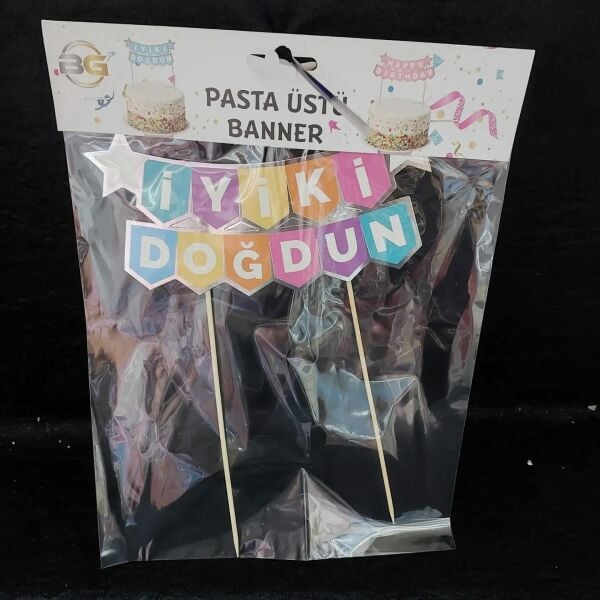 BG
İYİKİ
DOĞDUN
PASTA ÜSTÜ
BANNER
HAPPY
BIRTHDAY
İYİKİ
DOĞDUN